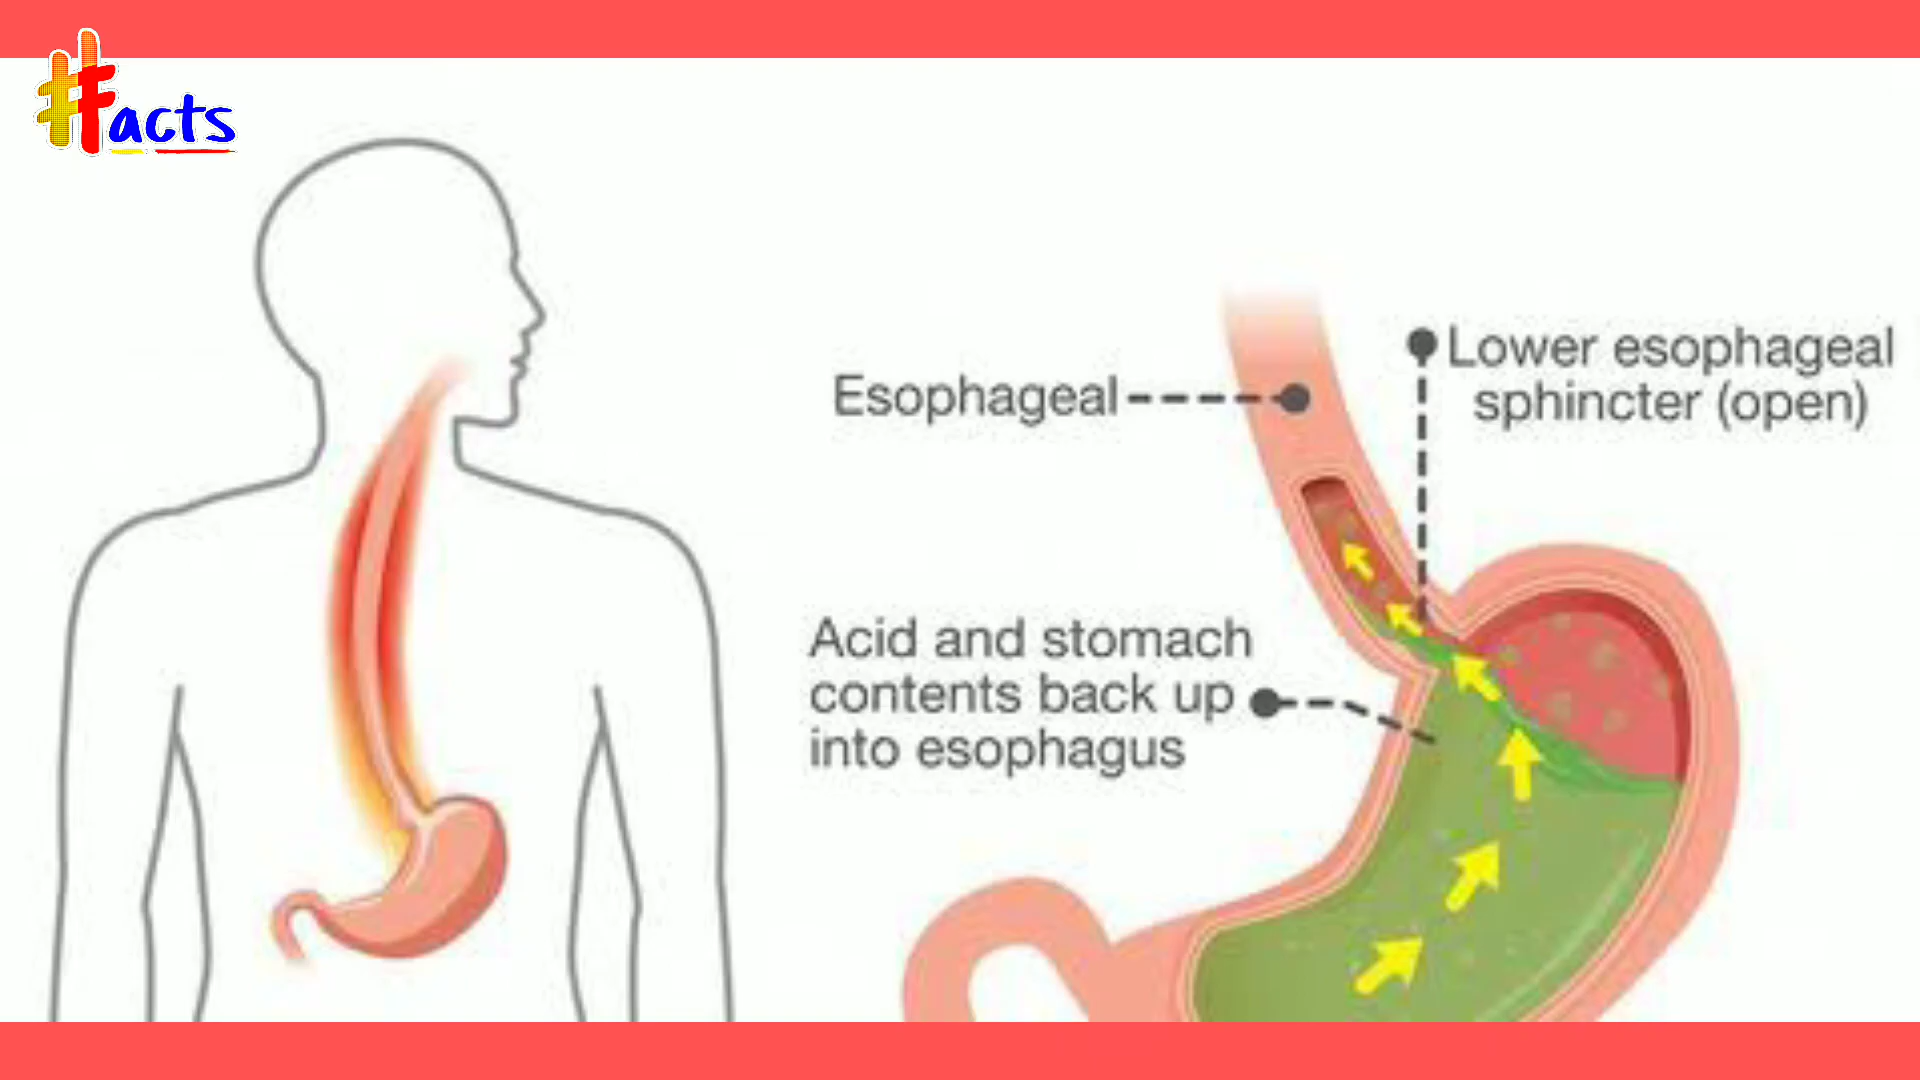 #Facts
Esophageal
Lower esophageal
sphincter (open)
Acid and stomach
contents back up
into esophagus